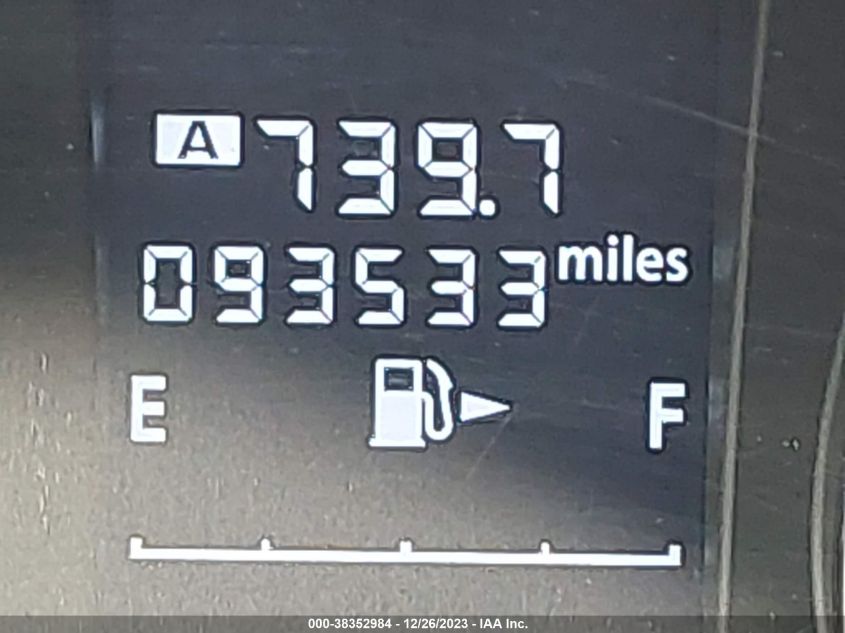 A 739.7
093533 miles
E F
000-38352984 - 12/26/2023 - IAA Inc.